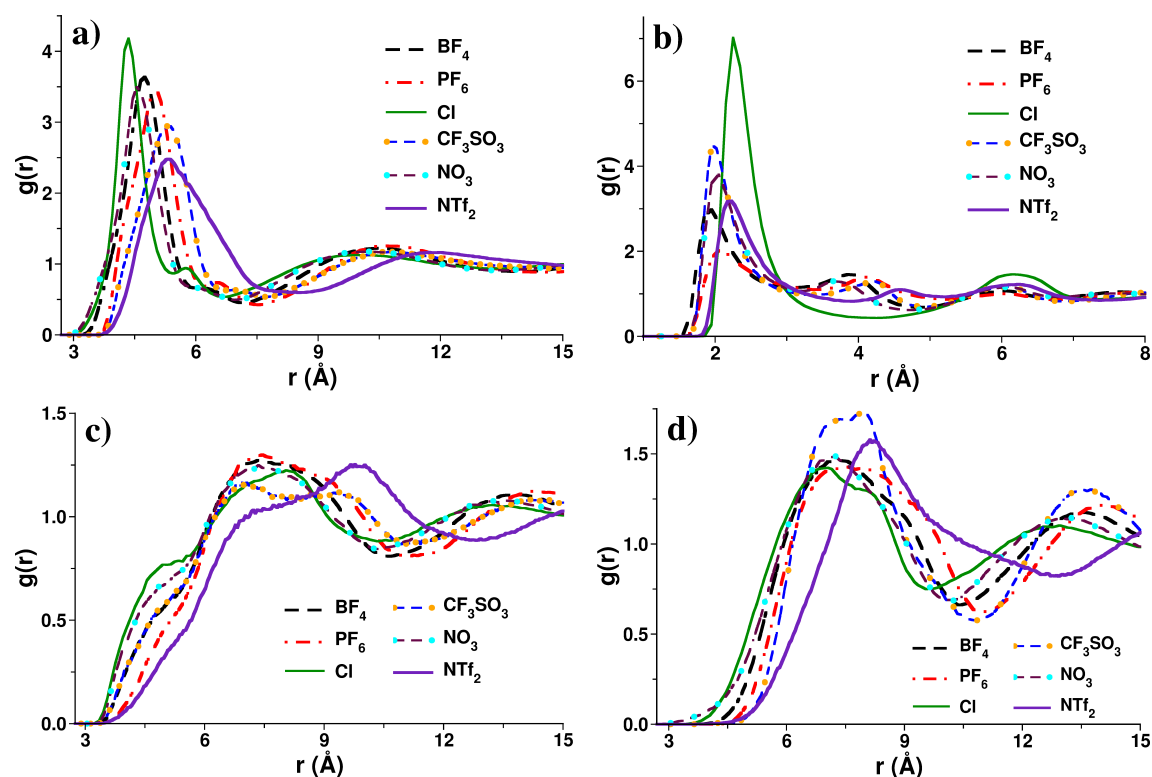 a)
g(r)
4
3
2
1
0
3 6 9 12 15
r (Å)
BF4
PF6
Cl
CF3SO3
NO3
NTf2
b)
g(r)
6
4
2
0
2 4 6 8
r (Å)
BF4
PF6
Cl
CF3SO3
NO3
NTf2
c)
g(r)
1.5
1.0
0.5
0.0
3 6 9 12 15
r (Å)
BF4
PF6
Cl
CF3SO3
NO3
NTf2
d)
g(r)
1.5
1.0
0.5
0.0
3 6 9 12 15
r (Å)
BF4
PF6
Cl
CF3SO3
NO3
NTf2